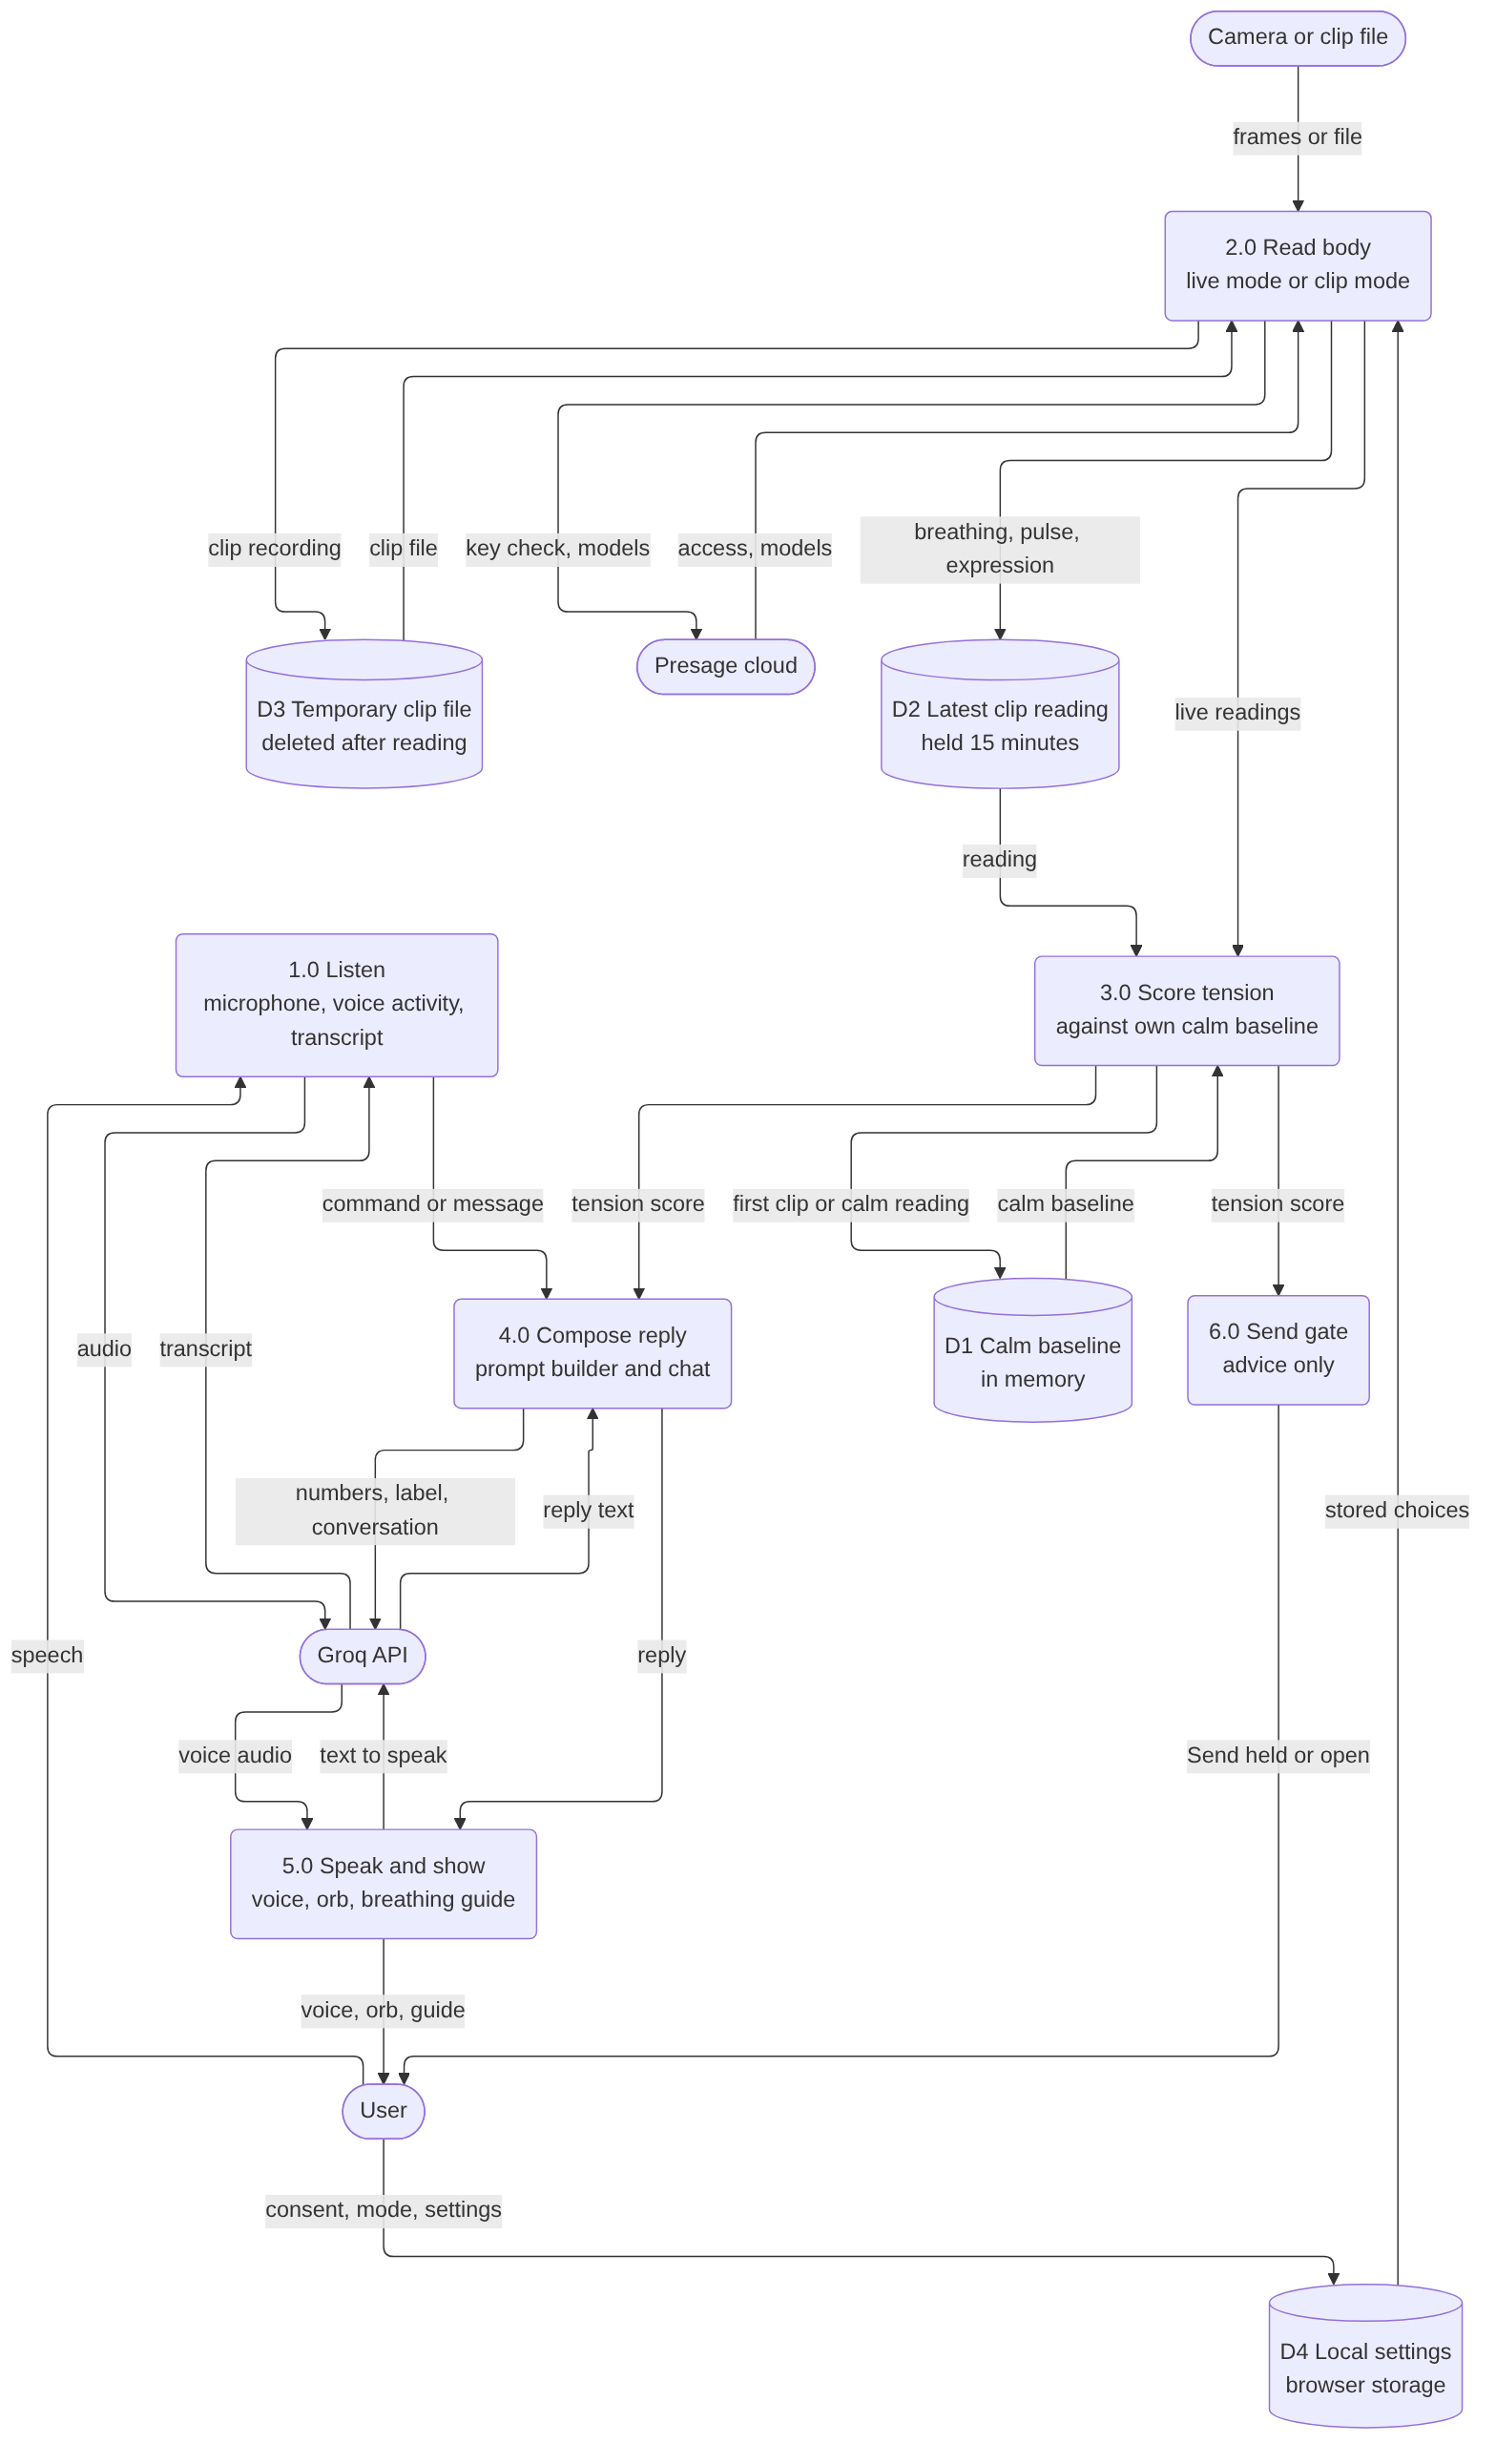 Camera or clip file
frames or file
2.0 Read body
live mode or clip mode
clip recording
clip file
key check, models
access, models
breathing, pulse,
expression
D3 Temporary clip file
deleted after reading
Presage cloud
D2 Latest clip reading
held 15 minutes
live readings
reading
1.0 Listen
microphone, voice activity,
transcript
3.0 Score tension
against own calm baseline
command or message
tension score
first clip or calm reading
calm baseline
tension score
audio
transcript
4.0 Compose reply
prompt builder and chat
D1 Calm baseline
in memory
6.0 Send gate
advice only
numbers, label,
conversation
reply text
stored choices
speech
Groq API
reply
voice audio
text to speak
Send held or open
5.0 Speak and show
voice, orb, breathing guide
voice, orb, guide
User
consent, mode, settings
D4 Local settings
browser storage